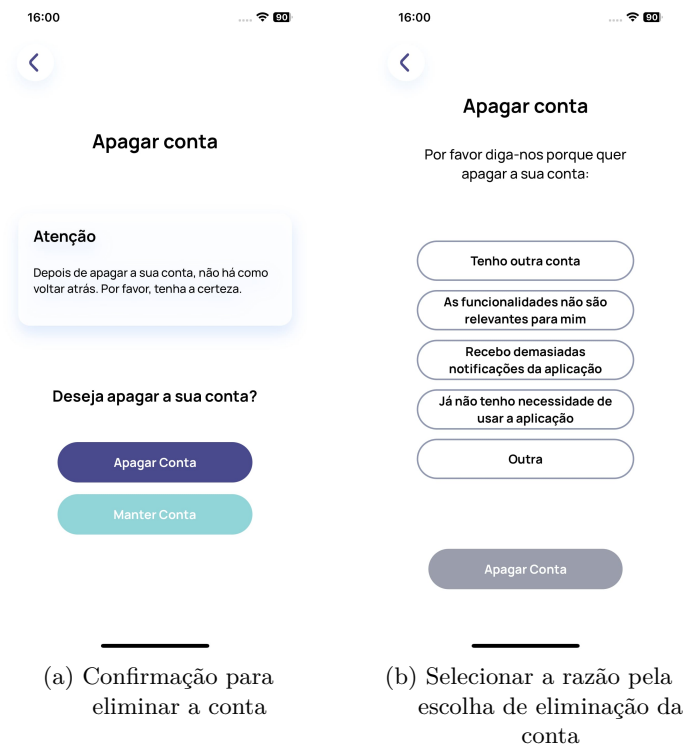 16:00
90
Apagar conta
Atenção
Depois de apagar a sua conta, não há como
voltar atrás. Por favor, tenha a certeza.
Deseja apagar a sua conta?
Apagar Conta
Manter Conta
(a) Confirmação para
eliminar a conta
16:00
90
Apagar conta
Por favor diga-nos porque quer
apagar a sua conta:
Tenho outra conta
As funcionalidades não são
relevantes para mim
Recebo demasiadas
notificações da aplicação
Já não tenho necessidade de
usar a aplicação
Outra
Apagar Conta
(b) Selecionar a razão pela
escolha de eliminação da
conta